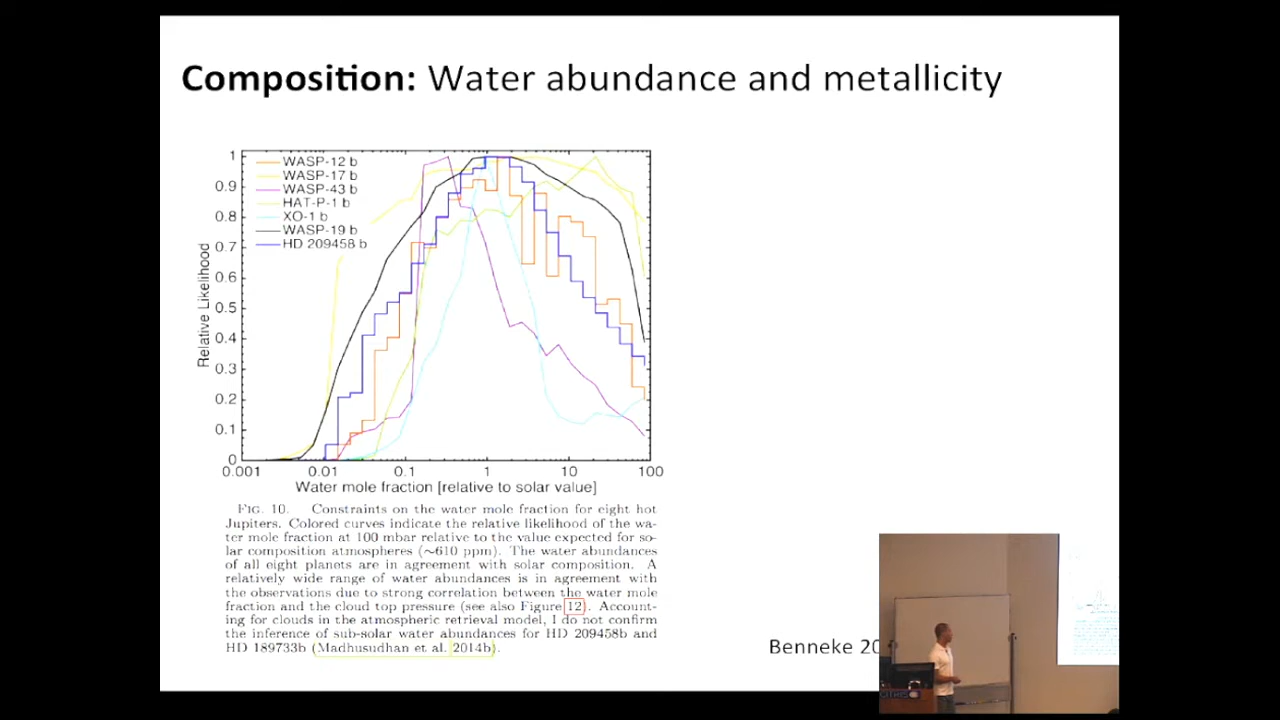 Composition: Water abundance and metallicity
1
0.9
0.8
0.7
0.6
0.5
0.4
0.3
0.2
0.1
0
Relative Likelihood
WASP-12 b
WASP-17 b
WASP-43 b
HAT-P-1 b
XO-1 b
WASP-19 b
HD 209458 b
0.001 0.01 0.1 1 10 100
Water mole fraction [relative to solar value]
FIG. 10. Constraints on the water mole fraction for eight hot
Jupiters. Colored curves indicate the relative likelihood of the wa-
ter mole fraction at 100 mbar relative to the value expected for so-
lar composition atmospheres (~610 ppm). The water abundances
of all eight planets are in agreement with solar composition. A
relatively wide range of water abundances is in agreement with
the observations due to strong correlation between the water mole
fraction and the cloud top pressure (see also Figure 12). Account-
ing for clouds in the atmospheric retrieval model, I do not confirm
the inference of sub-solar water abundances for HD 209458b and
HD 189733b (Madhusudhan et al. 2014b).
Benneke 20
CITRIS